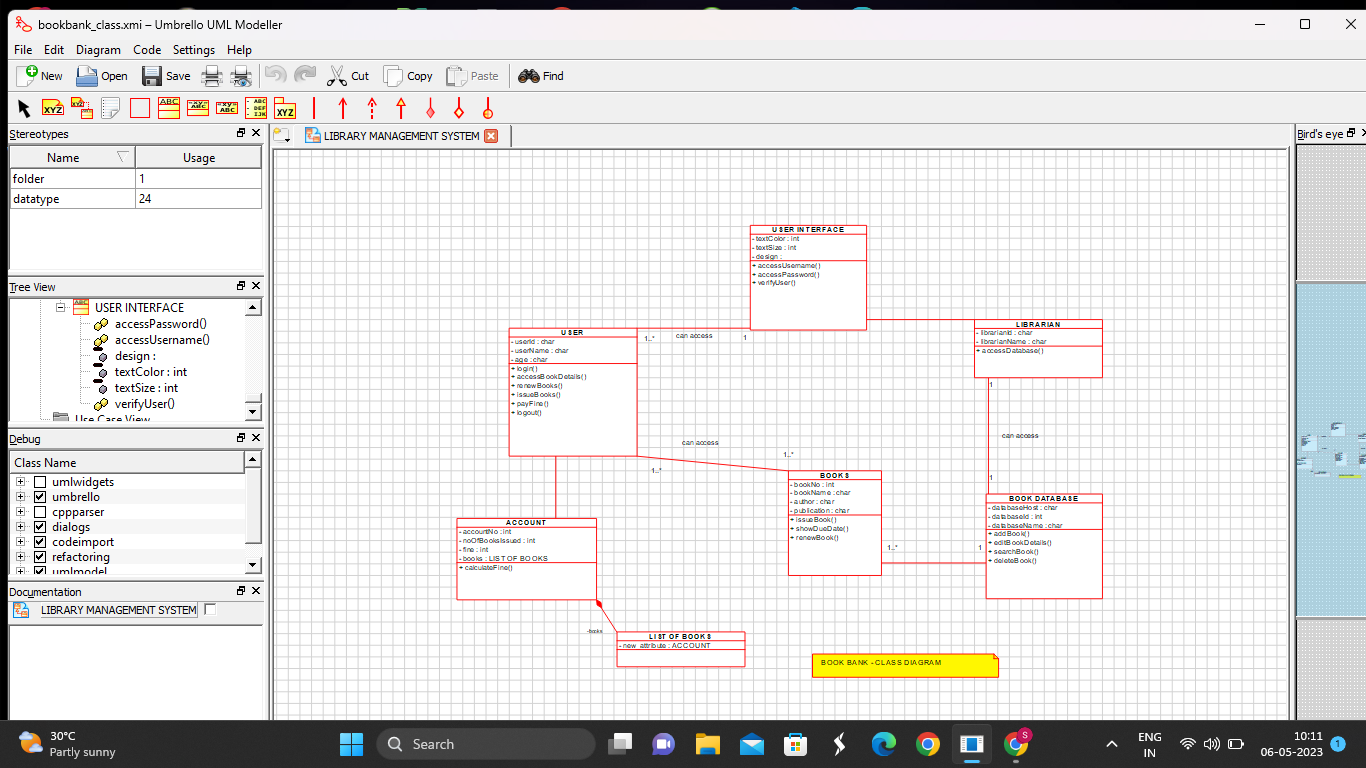 bookbank_class.xmi – Umbrello UML Modeller
File Edit Diagram Code Settings Help
New Open Save Cut Copy Paste Find
Stereotypes
Name Usage
folder 1
datatype 24
Tree View
USER INTERFACE
accessPassword()
accessUsername()
design :
textColor : int
textSize : int
verifyUser()
Use Case View
Debug
Class Name
umlwidgets
umbrello
cppparser
dialogs
codeimport
refactoring
umlmodel
Documentation
LIBRARY MANAGEMENT SYSTEM
LIBRARY MANAGEMENT SYSTEM
Bird's eye
USER INTERFACE
- textColor : int
- textSize : int
- design :
+ accessUsername()
+ accessPassword()
+ verifyUser()
USER
- userId : char
- userName : char
- age : char
+ login()
+ accessBookDetails()
+ renewBooks()
+ issueBooks()
+ payFine()
+ logout()
1..*
can access
1
LIBRARIAN
- librarianId : char
- librarianName : char
+ accessDatabase()
1
can access
1
can access
1..*
1..*
BOOKS
- bookNo : int
- bookName : char
- author : char
- publication : char
+ issueBook()
+ showDueDate()
+ renewBook()
1..*
1
BOOK DATABASE
- databaseHost : char
- databaseId : int
- databaseName : char
+ addBook()
+ editBookDetails()
+ searchBook()
+ deleteBook()
ACCOUNT
- accountNo : int
- noOfBooksIssued : int
- fine : int
- books : LIST OF BOOKS
+ calculateFine()
-books
LIST OF BOOKS
- new_attribute : ACCOUNT
BOOK BANK - CLASS DIAGRAM
30°C
Partly sunny
Search
S
ENG
IN
10:11
06-05-2023
1